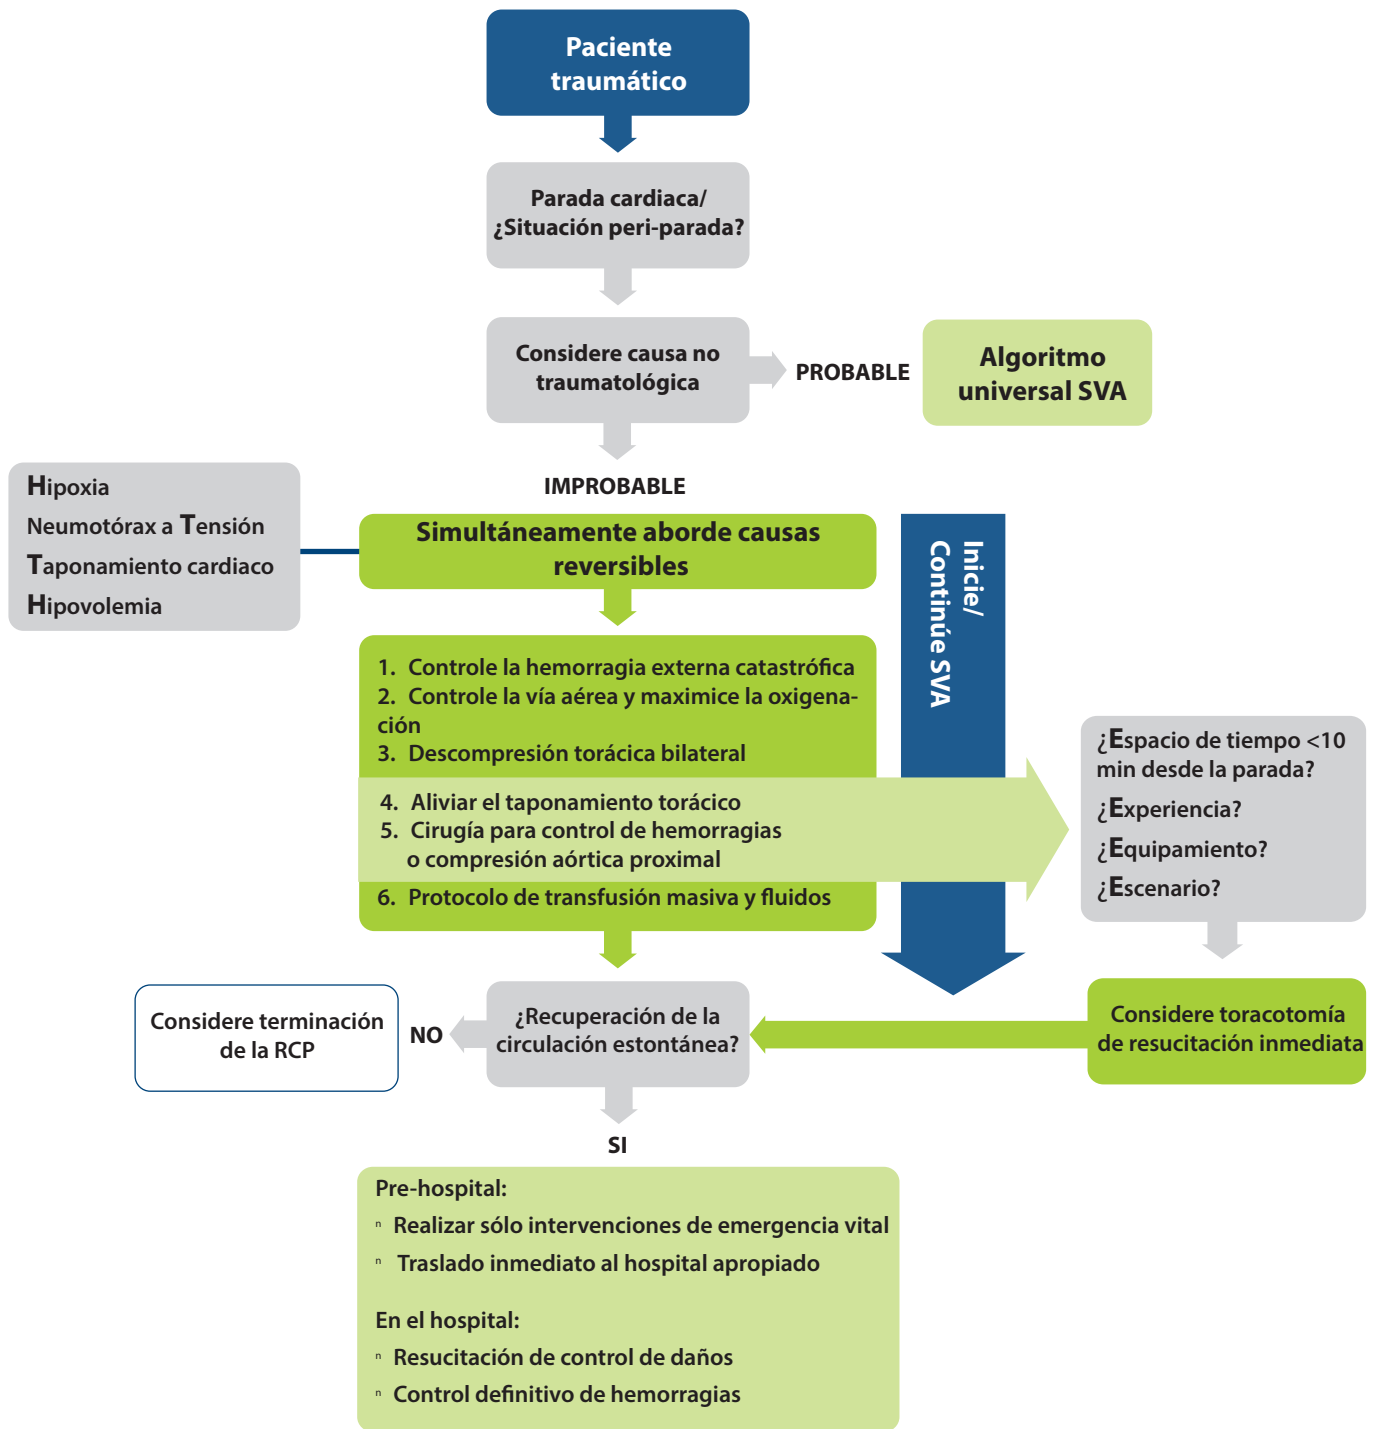 Paciente
traumático
Parada cardiaca/
¿Situación peri-parada?
Considere causa no
traumatológica
PROBABLE
Algoritmo
universal SVA
IMPROBABLE
Hipoxia
Neumotórax a Tensión
Taponamiento cardiaco
Hipovolemia
Simultáneamente aborde causas
reversibles
Inicie/
Continúe SVA
1. Controle la hemorragia externa catastrófica
2. Controle la vía aérea y maximice la oxigena-
ción
3. Descompresión torácica bilateral
4. Aliviar el taponamiento torácico
5. Cirugía para control de hemorragias
o compresión aórtica proximal
6. Protocolo de transfusión masiva y fluidos
¿Espacio de tiempo <10
min desde la parada?
¿Experiencia?
¿Equipamiento?
¿Escenario?
Considere terminación
de la RCP
NO
¿Recuperación de la
circulación estontánea?
Considere toracotomía
de resucitación inmediata
SI
Pre-hospital:
n Realizar sólo intervenciones de emergencia vital
n Traslado inmediato al hospital apropiado
En el hospital:
n Resucitación de control de daños
n Control definitivo de hemorragias